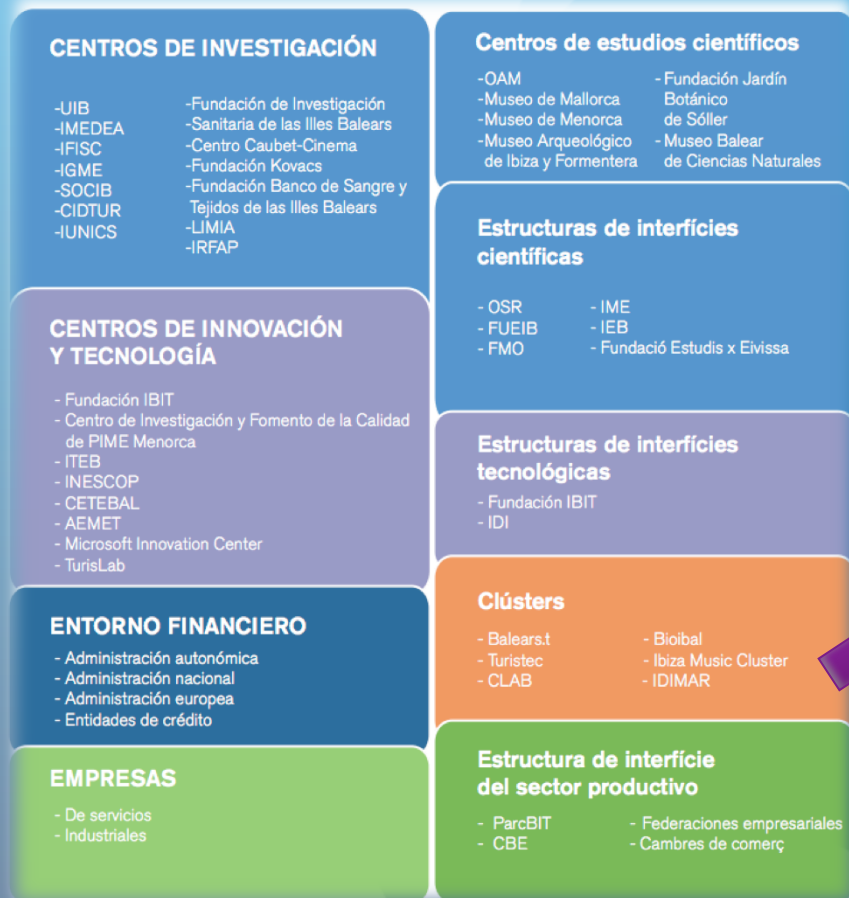 CENTROS DE INVESTIGACIÓN
-UIB
-IMEDEA
-IFISC
-IGME
-SOCIB
-CIDTUR
-IUNICS
-Fundación de Investigación
-Sanitaria de las Illes Balears
-Centro Caubet-Cinema
-Fundación Kovacs
-Fundación Banco de Sangre y
Tejidos de las Illes Balears
-LIMIA
-IRFAP
CENTROS DE INNOVACIÓN
Y TECNOLOGÍA
- Fundación IBIT
- Centro de Investigación y Fomento de la Calidad
de PIME Menorca
- ITEB
- INESCOP
- CETEBAL
- AEMET
- Microsoft Innovation Center
- TurisLab
ENTORNO FINANCIERO
- Administración autonómica
- Administración nacional
- Administración europea
- Entidades de crédito
EMPRESAS
- De servicios
- Industriales
Centros de estudios científicos
-OAM
-Museo de Mallorca
-Museo de Menorca
-Museo Arqueológico
de Ibiza y Formentera
- Fundación Jardín
Botánico
de Sóller
- Museo Balear
de Ciencias Naturales
Estructuras de interfícies
científicas
- OSR
- FUEIB
- FMO
- IME
- IEB
- Fundació Estudis x Eivissa
Estructuras de interfícies
tecnológicas
- Fundación IBIT
- IDI
Clústers
- Balears.t
- Turistec
- CLAB
- Bioibal
- Ibiza Music Cluster
- IDIMAR
Estructura de interfície
del sector productivo
- ParcBIT
- CBE
- Federaciones empresariales
- Cambres de comerç